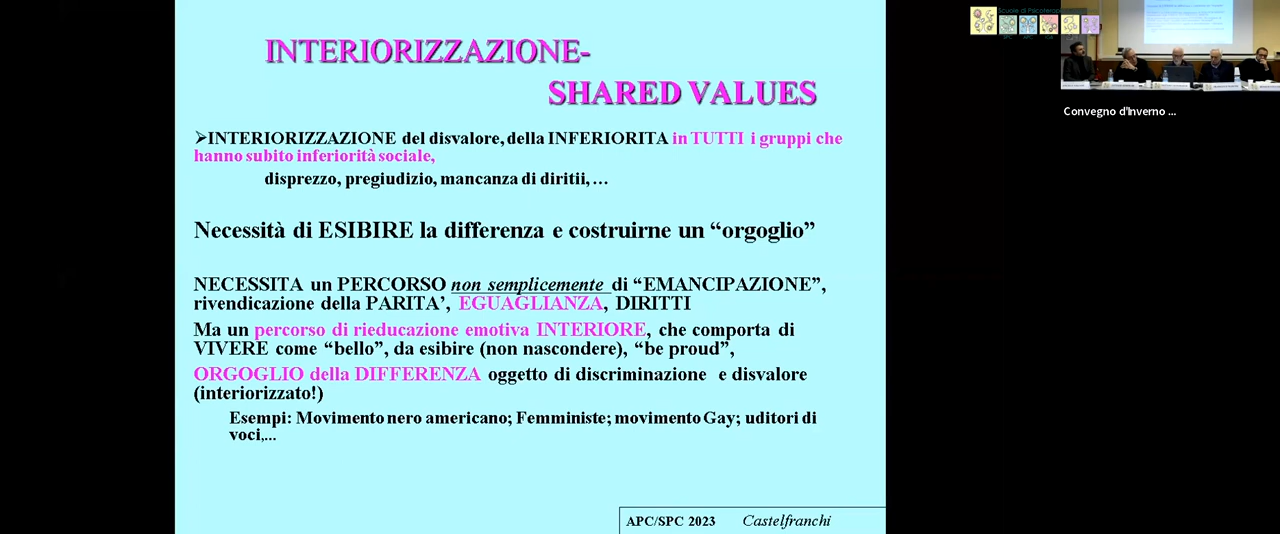 INTERIORIZZAZIONE-
SHARED VALUES
➢INTERIORIZZAZIONE del disvalore, della INFERIORITA in TUTTI i gruppi che
hanno subito inferiorità sociale,
disprezzo, pregiudizio, mancanza di diritii, …
Necessità di ESIBIRE la differenza e costruirne un “orgoglio”
NECESSITA un PERCORSO non semplicemente di “EMANCIPAZIONE”,
rivendicazione della PARITA’, EGUAGLIANZA, DIRITTI
Ma un percorso di rieducazione emotiva INTERIORE, che comporta di
VIVERE come “bello”, da esibire (non nascondere), “be proud”,
ORGOGLIO della DIFFERENZA oggetto di discriminazione e disvalore
(interiorizzato!)
Esempi: Movimento nero americano; Femministe; movimento Gay; uditori di
voci,...
APC/SPC 2023 Castelfranchi
Scuole di Psicoterapia
Convegno d'Inverno ...